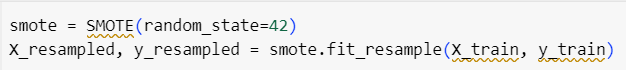 smote = SMOTE(random_state=42)
X_resampled, y_resampled = smote.fit_resample(X_train, y_train)